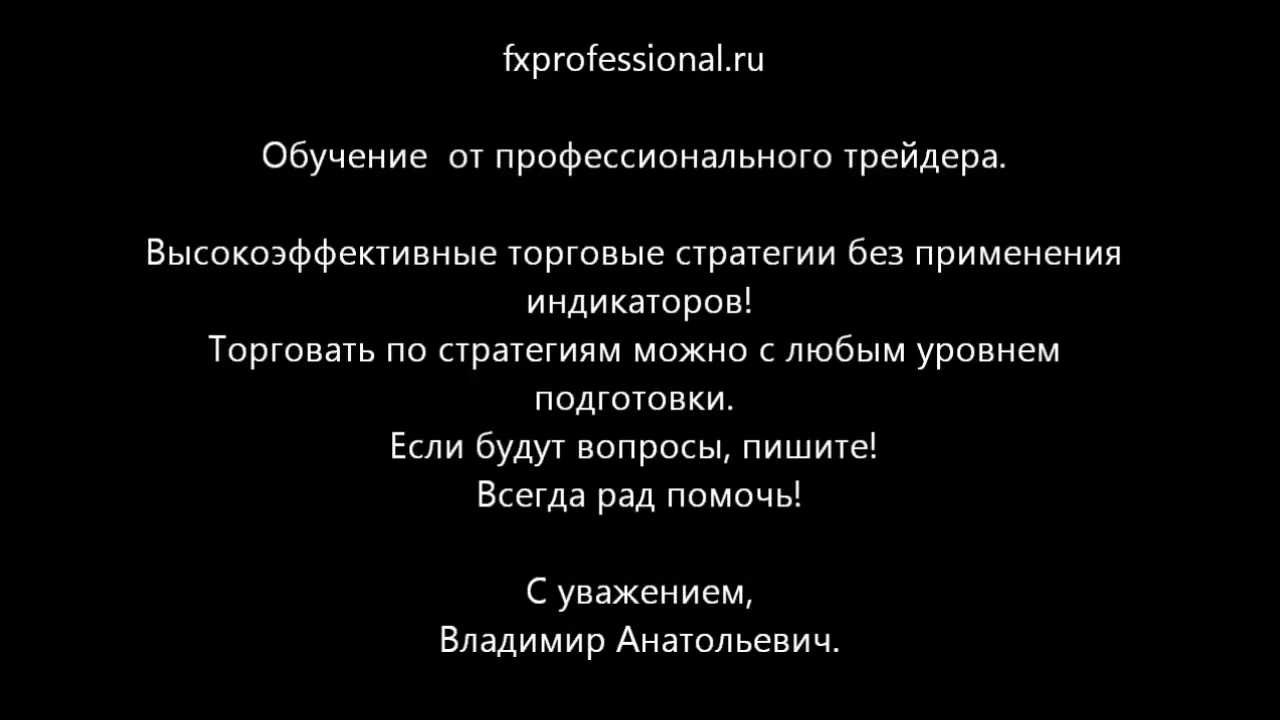 fxprofessional.ru
Обучение от профессионального трейдера.
Высокоэффективные торговые стратегии без применения
индикаторов!
Торговать по стратегиям можно с любым уровнем
подготовки.
Если будут вопросы, пишите!
Всегда рад помочь!
С уважением,
Владимир Анатольевич.